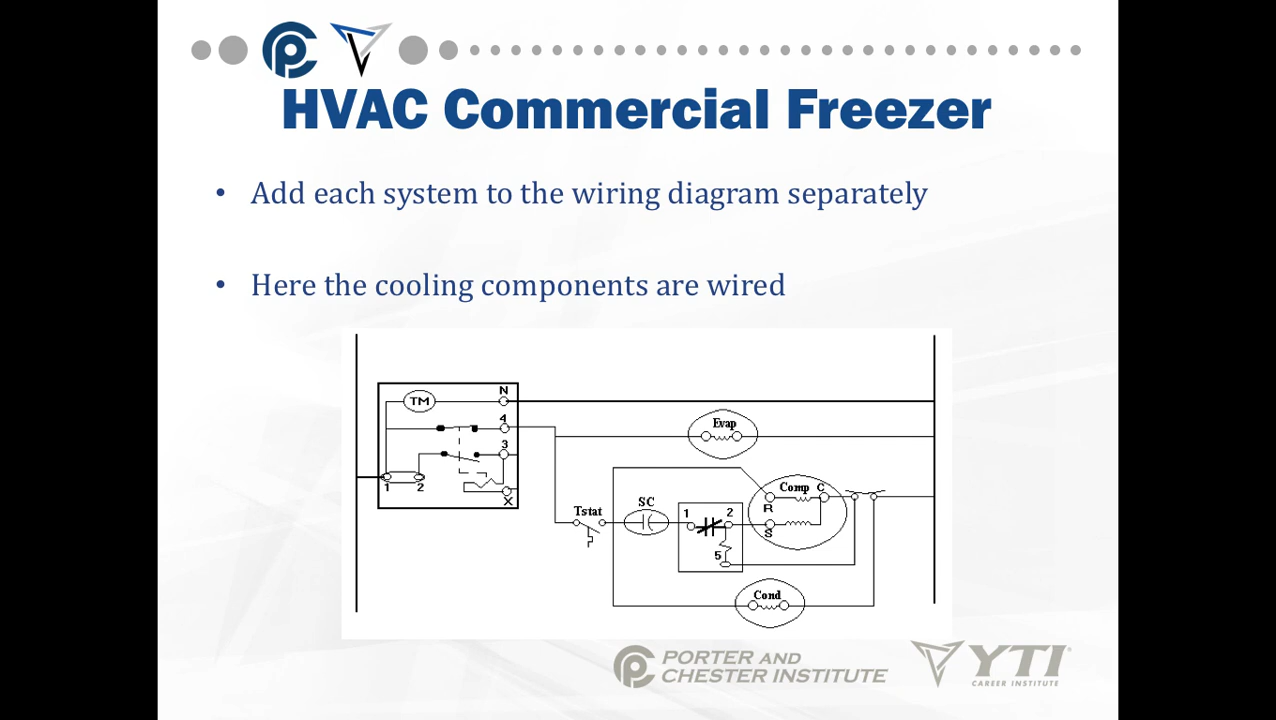 HVAC Commercial Freezer
• Add each system to the wiring diagram separately
• Here the cooling components are wired
TM
N
4
3
1 2
X
Evap
Tstat
SC
1 2
5
Comp C
R
S
Cond
PORTER AND
CHESTER INSTITUTE
YTI
CAREER INSTITUTE